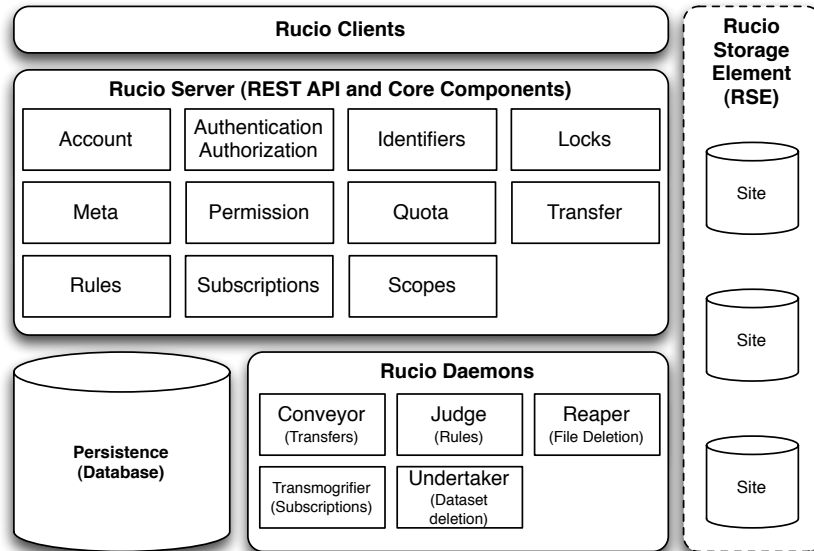 Rucio Clients
Rucio Server (REST API and Core Components)
Account
Authentication
Authorization
Identifiers
Locks
Meta
Permission
Quota
Transfer
Rules
Subscriptions
Scopes
Persistence
(Database)
Rucio Daemons
Conveyor
(Transfers)
Judge
(Rules)
Reaper
(File Deletion)
Transmogrifier
(Subscriptions)
Undertaker
(Dataset
deletion)
Rucio
Storage
Element
(RSE)
Site
Site
Site